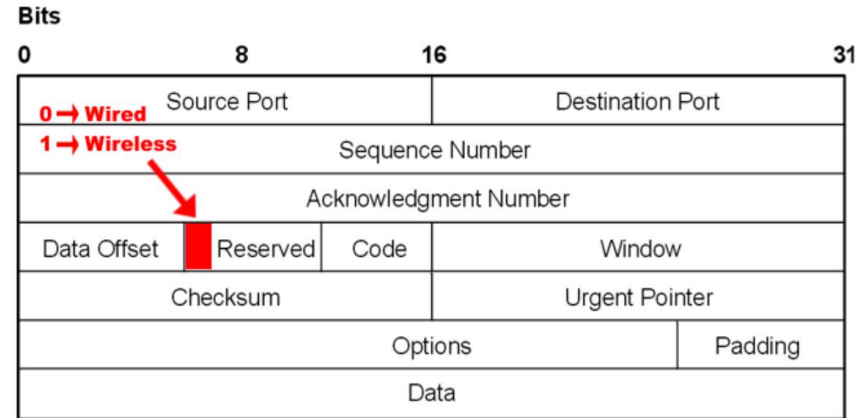 Bits
0 8 16 31
Source Port Destination Port
0 → Wired
1 → Wireless
Sequence Number
Acknowledgment Number
Data Offset Reserved Code Window
Checksum Urgent Pointer
Options Padding
Data